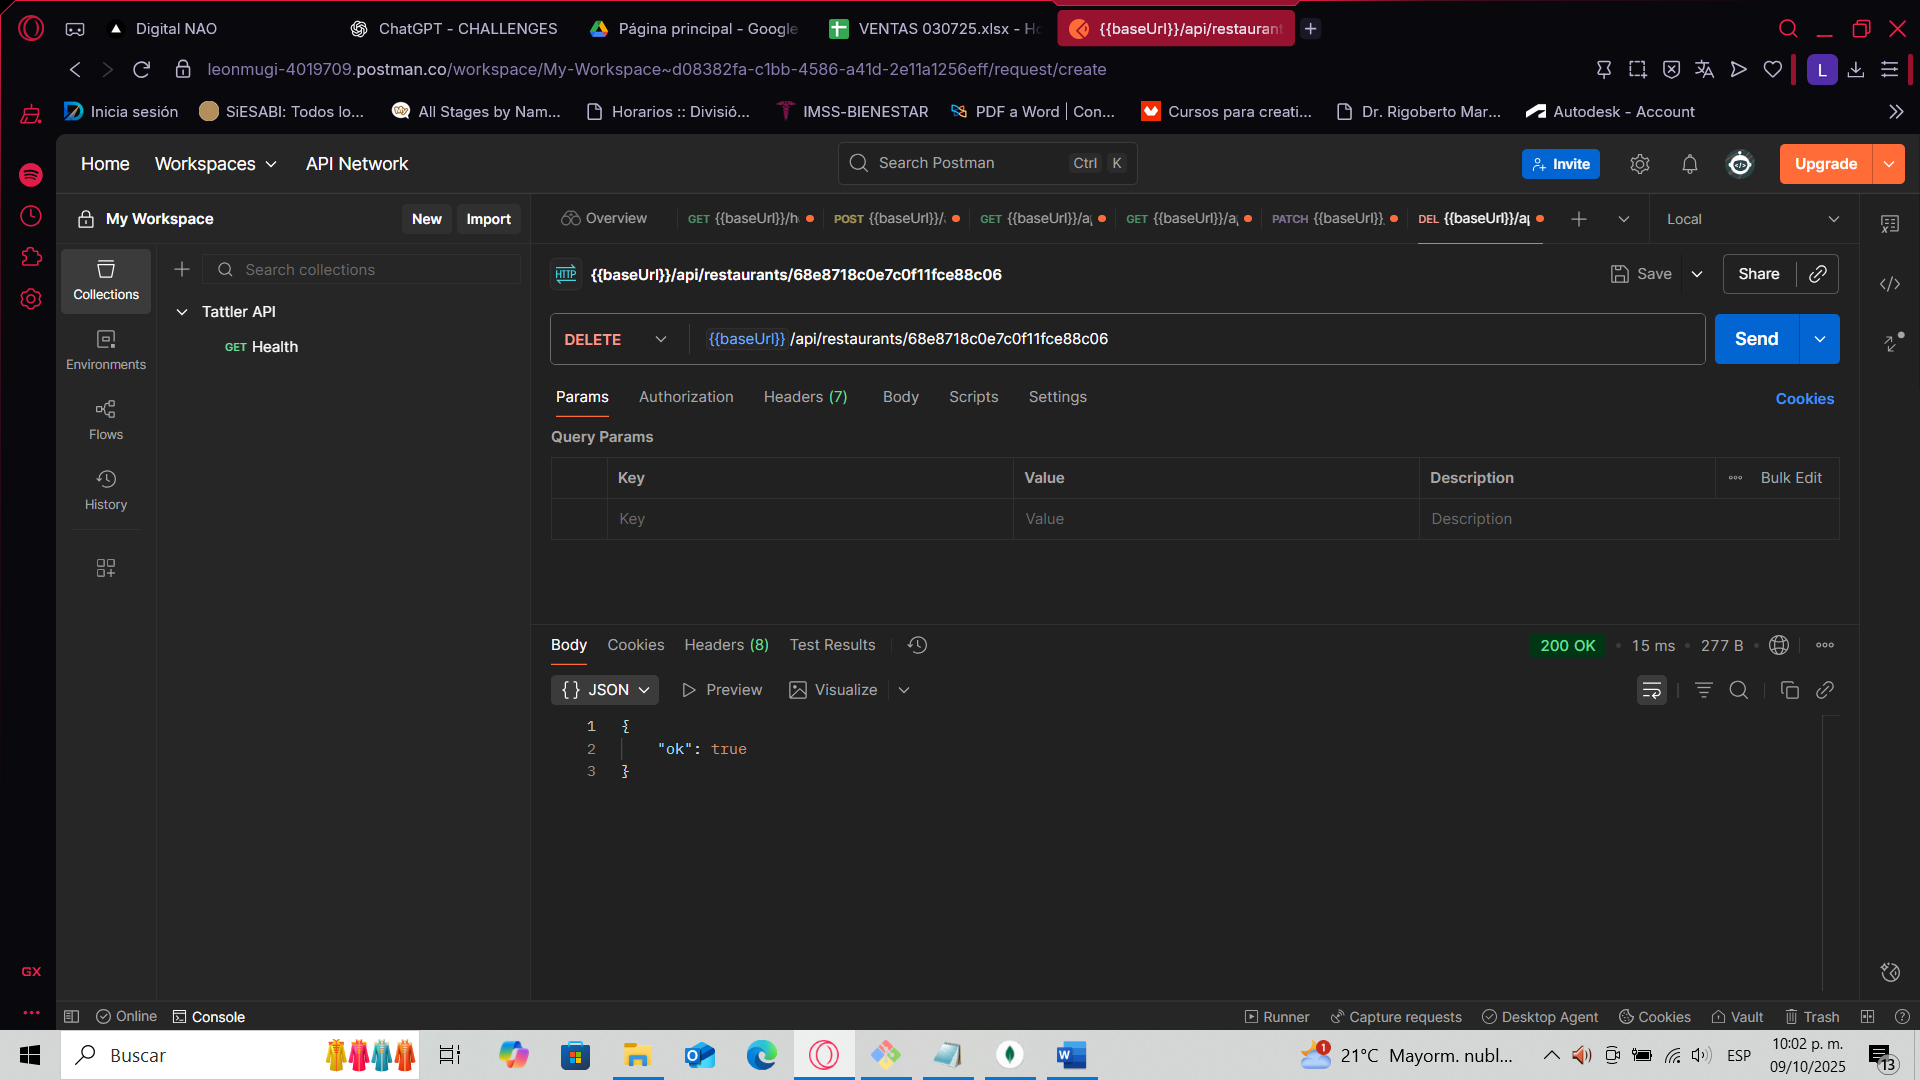 Digital NAO
ChatGPT - CHALLENGES
Página principal - Google
VENTAS 030725.xlsx - Ho
{{baseUrl}}/api/restaurant
leonmugi-4019709.postman.co/workspace/My-Workspace~d08382fa-c1bb-4586-a41d-2e11a1256eff/request/create
L
Inicia sesión
SiESABI: Todos lo...
All Stages by Nam...
Horarios :: Divisió...
IMSS-BIENESTAR
PDF a Word | Con...
Cursos para creati...
Dr. Rigoberto Mar...
Autodesk - Account
Home
Workspaces
API Network
Search Postman
Ctrl K
Invite
Upgrade
My Workspace
New
Import
Overview
GET {{baseUrl}}/h
POST {{baseUrl}}/
GET {{baseUrl}}/a
GET {{baseUrl}}/a
PATCH {{baseUrl}}
DEL {{baseUrl}}/a
Local
Collections
Environments
Flows
History
Search collections
Tattler API
GET Health
HTTP
{{baseUrl}}/api/restaurants/68e8718c0e7c0f11fce88c06
Save
Share
DELETE
{{baseUrl}} /api/restaurants/68e8718c0e7c0f11fce88c06
Send
Params
Authorization
Headers (7)
Body
Scripts
Settings
Cookies
Query Params
Key
Value
Description
Bulk Edit
Key
Value
Description
Body
Cookies
Headers (8)
Test Results
200 OK
15 ms
277 B
{} JSON
Preview
Visualize
1 {
2 "ok": true
3 }
GX
Online
Console
Runner
Capture requests
Desktop Agent
Cookies
Vault
Trash
Buscar
1
21°C Mayorm. nubl...
ESP
10:02 p. m.
09/10/2025
13